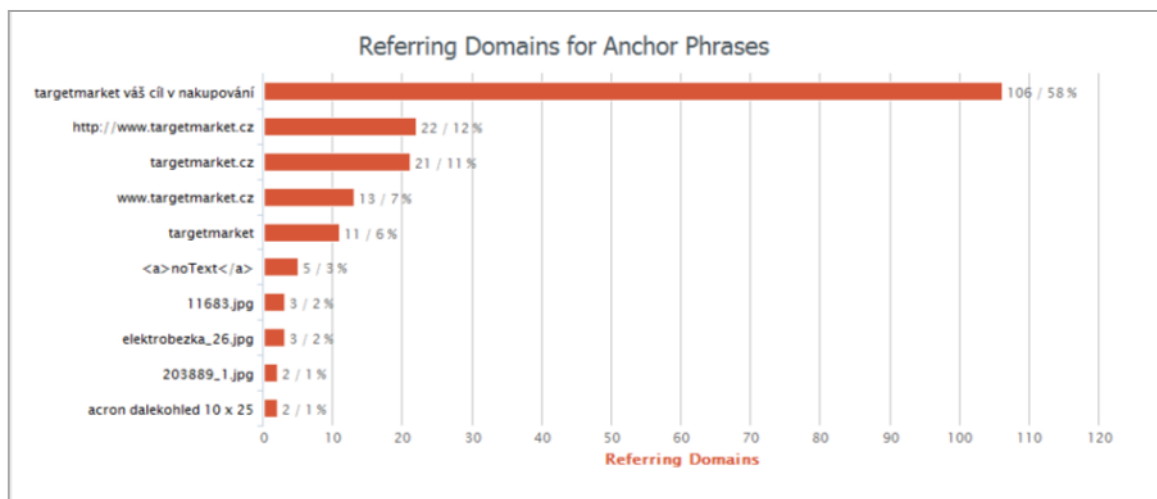 Referring Domains for Anchor Phrases
targetmarket váš cíl v nakupování 106 / 58 %
http://www.targetmarket.cz 22 / 12 %
targetmarket.cz 21 / 11 %
www.targetmarket.cz 13 / 7 %
targetmarket 11 / 6 %
<a>noText</a> 5 / 3 %
11683.jpg 3 / 2 %
elektrobezka_26.jpg 3 / 2 %
203889_1.jpg 2 / 1 %
acron dalekohled 10 x 25 2 / 1 %
0 10 20 30 40 50 60 70 80 90 100 110 120
Referring Domains